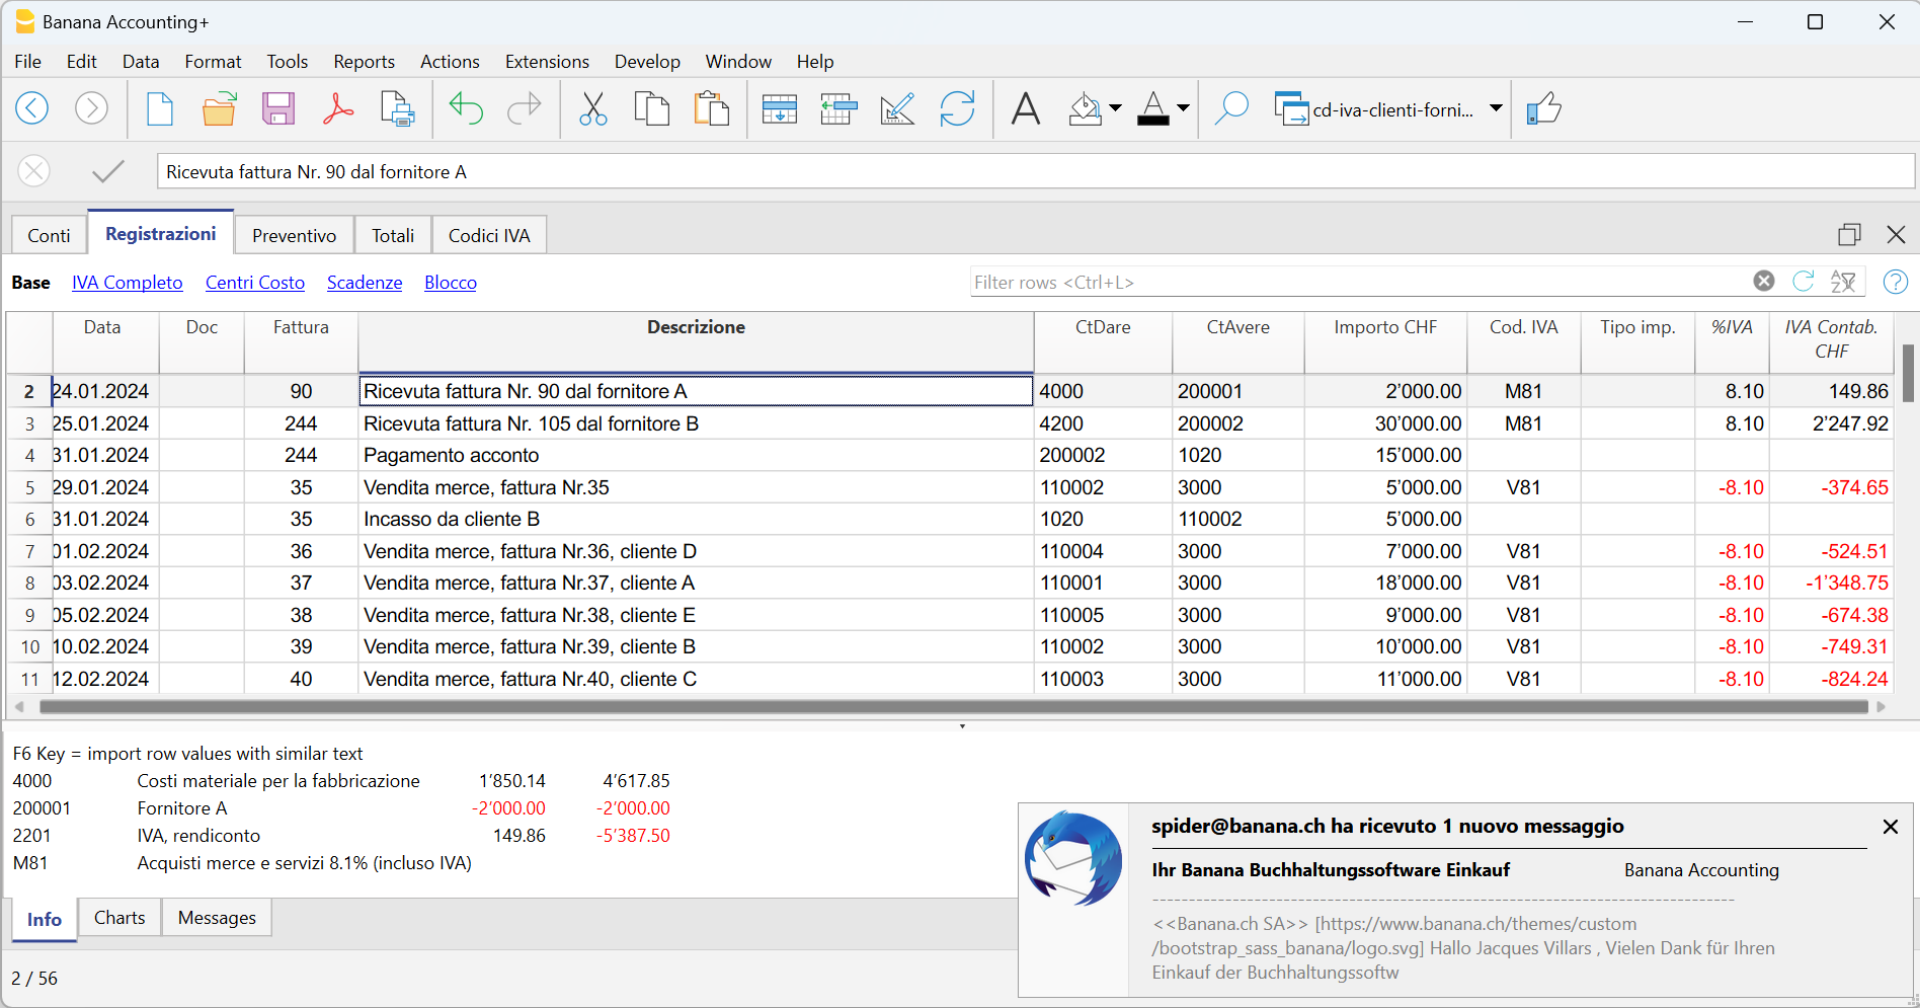 Banana Accounting+
File Edit Data Format Tools Reports Actions Extensions Develop Window Help
cd-iva-clienti-forni...
Ricevuta fattura Nr. 90 dal fornitore A
Conti Registrazioni Preventivo Totali Codici IVA
Base IVA Completo Centri Costo Scadenze Blocco Filter rows <Ctrl+L>
Data Doc Fattura Descrizione CtDare CtAvere Importo CHF Cod. IVA Tipo imp. %IVA IVA Contab.
CHF
2 24.01.2024 90 Ricevuta fattura Nr. 90 dal fornitore A 4000 200001 2’000.00 M81 8.10 149.86
3 25.01.2024 244 Ricevuta fattura Nr. 105 dal fornitore B 4200 200002 30’000.00 M81 8.10 2’247.92
4 31.01.2024 244 Pagamento acconto 200002 1020 15’000.00
5 29.01.2024 35 Vendita merce, fattura Nr.35 110002 3000 5’000.00 V81 -8.10 -374.65
6 31.01.2024 35 Incasso da cliente B 1020 110002 5’000.00
7 01.02.2024 36 Vendita merce, fattura Nr.36, cliente D 110004 3000 7’000.00 V81 -8.10 -524.51
8 03.02.2024 37 Vendita merce, fattura Nr.37, cliente A 110001 3000 18’000.00 V81 -8.10 -1’348.75
9 05.02.2024 38 Vendita merce, fattura Nr.38, cliente E 110005 3000 9’000.00 V81 -8.10 -674.38
10 10.02.2024 39 Vendita merce, fattura Nr.39, cliente B 110002 3000 10’000.00 V81 -8.10 -749.31
11 12.02.2024 40 Vendita merce, fattura Nr.40, cliente C 110003 3000 11’000.00 V81 -8.10 -824.24
F6 Key = import row values with similar text
4000 Costi materiale per la fabbricazione 1’850.14 4’617.85
200001 Fornitore A -2’000.00 -2’000.00
2201 IVA, rendiconto 149.86 -5’387.50
M81 Acquisti merce e servizi 8.1% (incluso IVA)
Info Charts Messages
2 / 56
spider@banana.ch ha ricevuto 1 nuovo messaggio
Ihr Banana Buchhaltungssoftware Einkauf Banana Accounting
--------------------------------------------------------------------------------
<<Banana.ch SA>> [https://www.banana.ch/themes/custom
/bootstrap_sass_banana/logo.svg] Hallo Jacques Villars , Vielen Dank für Ihren
Einkauf der Buchhaltungssoftw